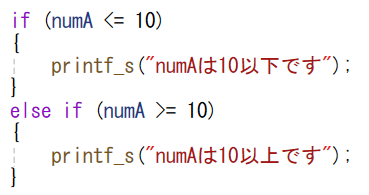 if (numA <= 10)
{
    printf_s("numAは10以下です");
}
else if (numA >= 10)
{
    printf_s("numAは10以上です");
}